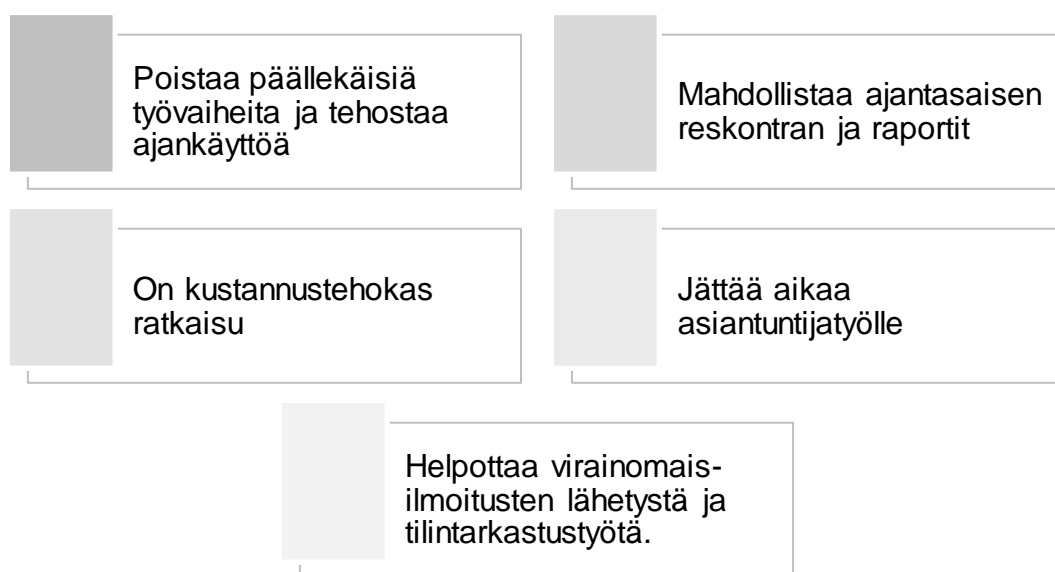 Poistaa päällekäisiä
työvaiheita ja tehostaa
ajankäyttöä
Mahdollistaa ajantasaisen
reskontran ja raportit
On kustannustehokas
ratkaisu
Jättää aikaa
asiantuntijatyölle
Helpottaa virainomais-
ilmoitusten lähetystä ja
tilintarkastustyötä.